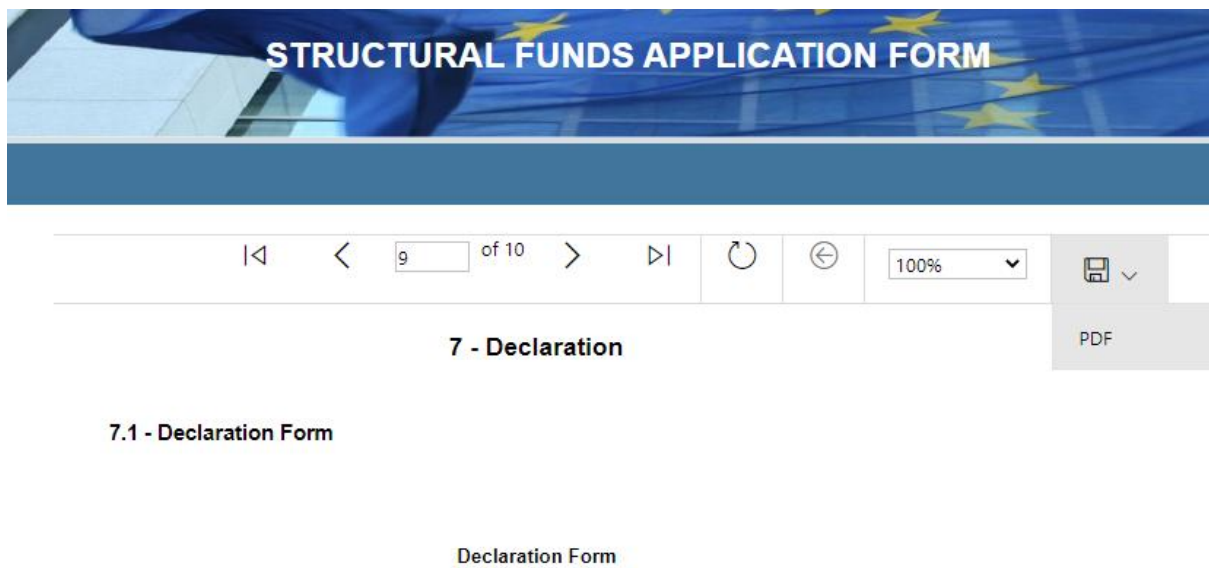 STRUCTURAL FUNDS APPLICATION FORM
9 of 10 100%
PDF
7 - Declaration
7.1 - Declaration Form
Declaration Form